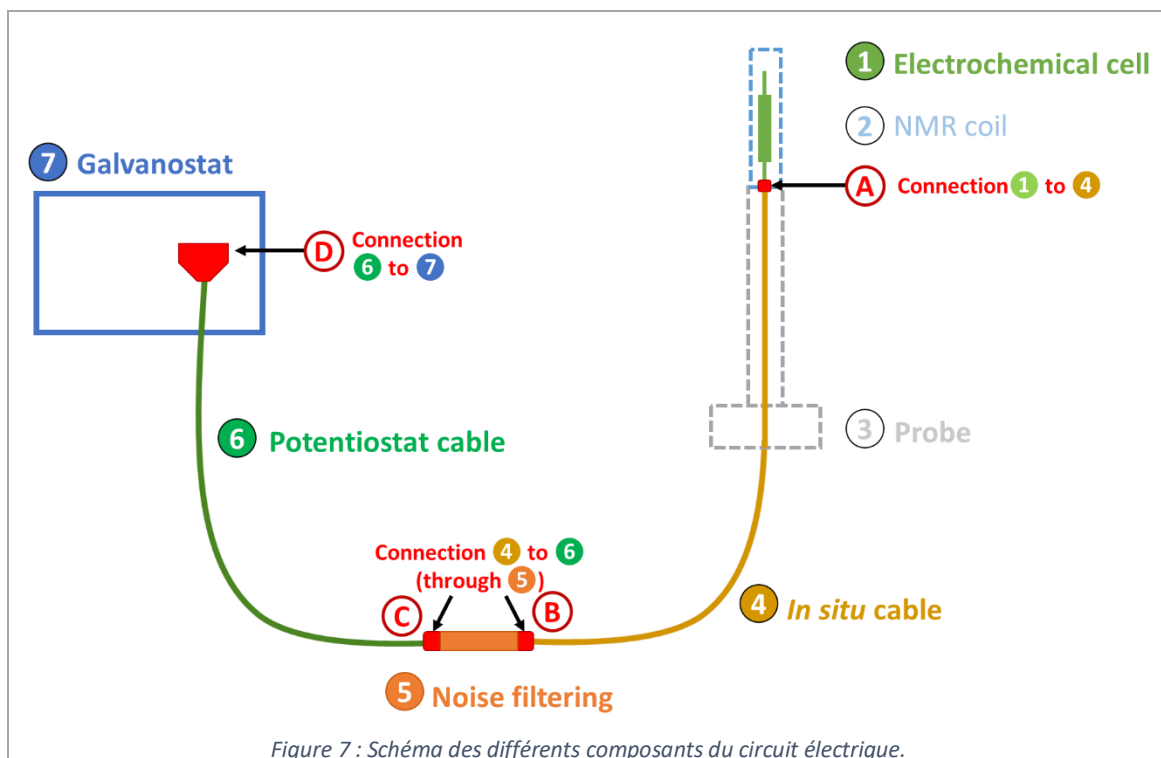 1 Electrochemical cell
2 NMR coil
7 Galvanostat
A Connection 1 to 4
D Connection
6 to 7
3 Probe
6 Potentiostat cable
Connection 4 to 6
(through 5)
C
B
4 In situ cable
5 Noise filtering
Figure 7 : Schéma des différents composants du circuit électrique.